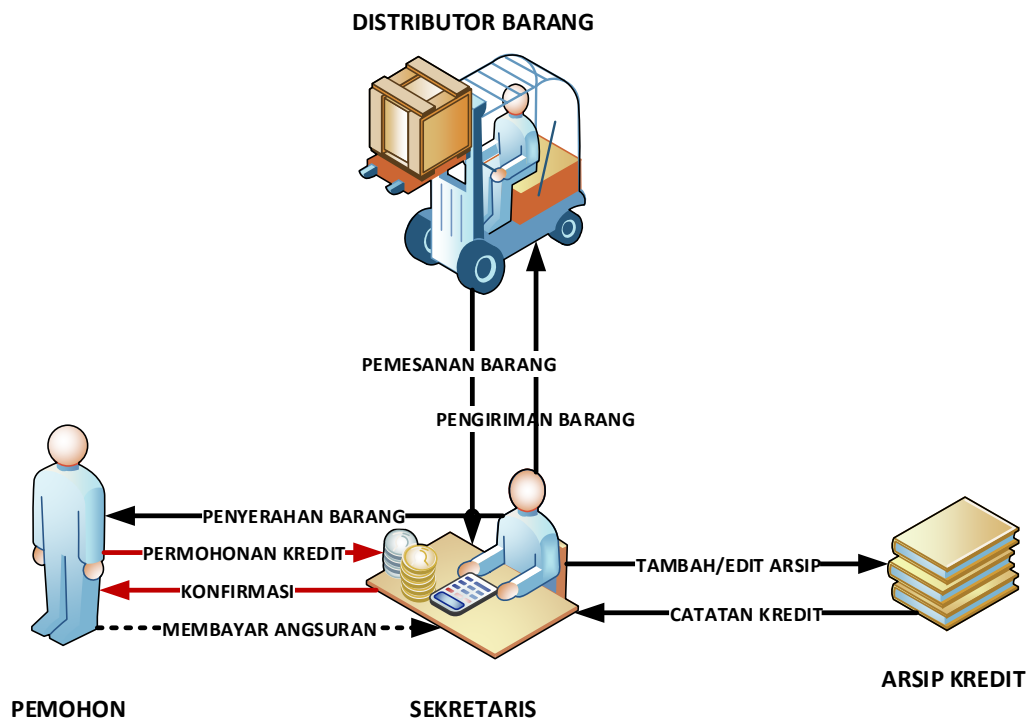 DISTRIBUTOR BARANG
PEMESANAN BARANG
PENGIRIMAN BARANG
PENYERAHAN BARANG
PERMOHONAN KREDIT
TAMBAH/EDIT ARSIP
KONFIRMASI
CATATAN KREDIT
MEMBAYAR ANGSURAN
ARSIP KREDIT
PEMOHON
SEKRETARIS